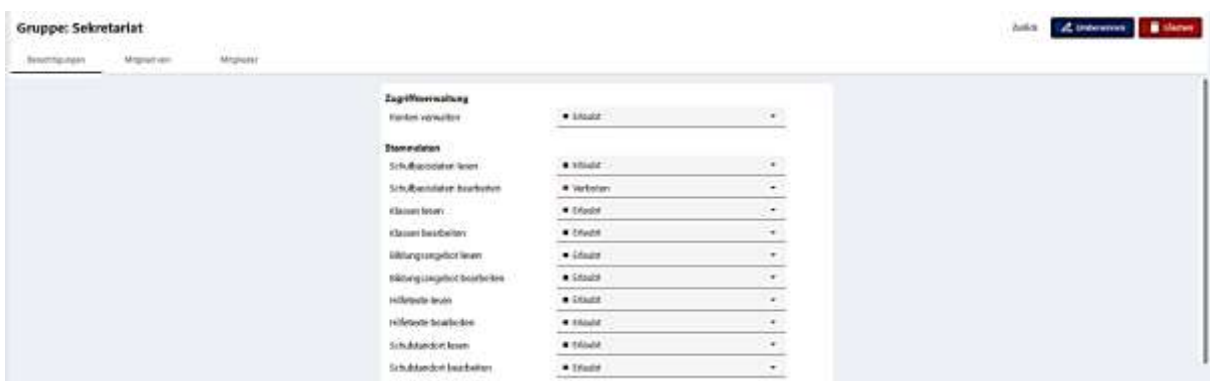 Gruppe: Sekretariat
Zurück Umbenennen Löschen
Berechtigungen Mitglied von Mitglieder
Zugriffsverwaltung
Konten verwalten Erlaubt
Stammdaten
Schulbasisdaten lesen Erlaubt
Schulbasisdaten bearbeiten Verboten
Klassen lesen Erlaubt
Klassen bearbeiten Erlaubt
Bildungsangebot lesen Erlaubt
Bildungsangebot bearbeiten Erlaubt
Hilfetexte lesen Erlaubt
Hilfetexte bearbeiten Erlaubt
Schulstandort lesen Erlaubt
Schulstandort bearbeiten Erlaubt